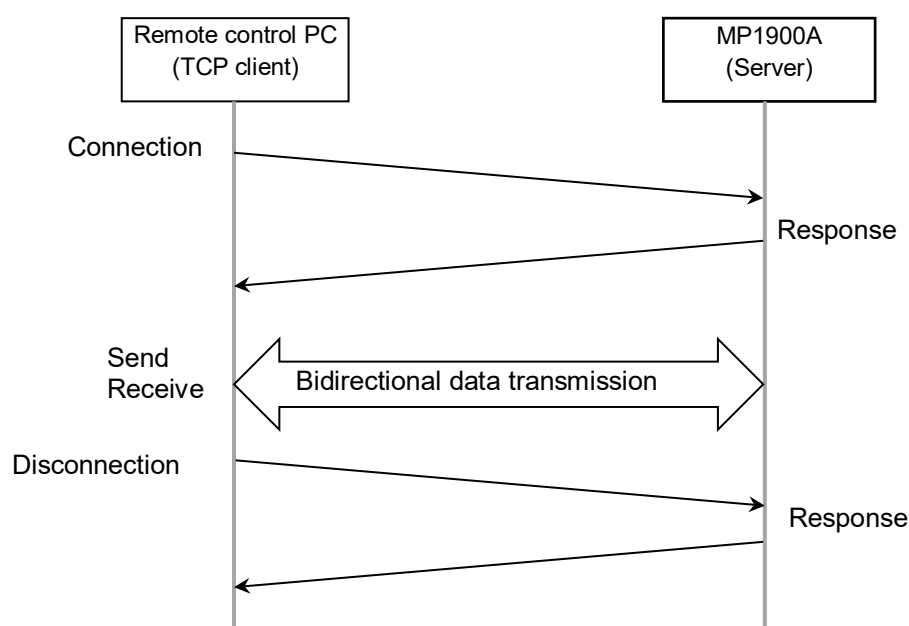 Remote control PC
(TCP client)
MP1900A
(Server)
Connection
Response
Send
Receive
Bidirectional data transmission
Disconnection
Response